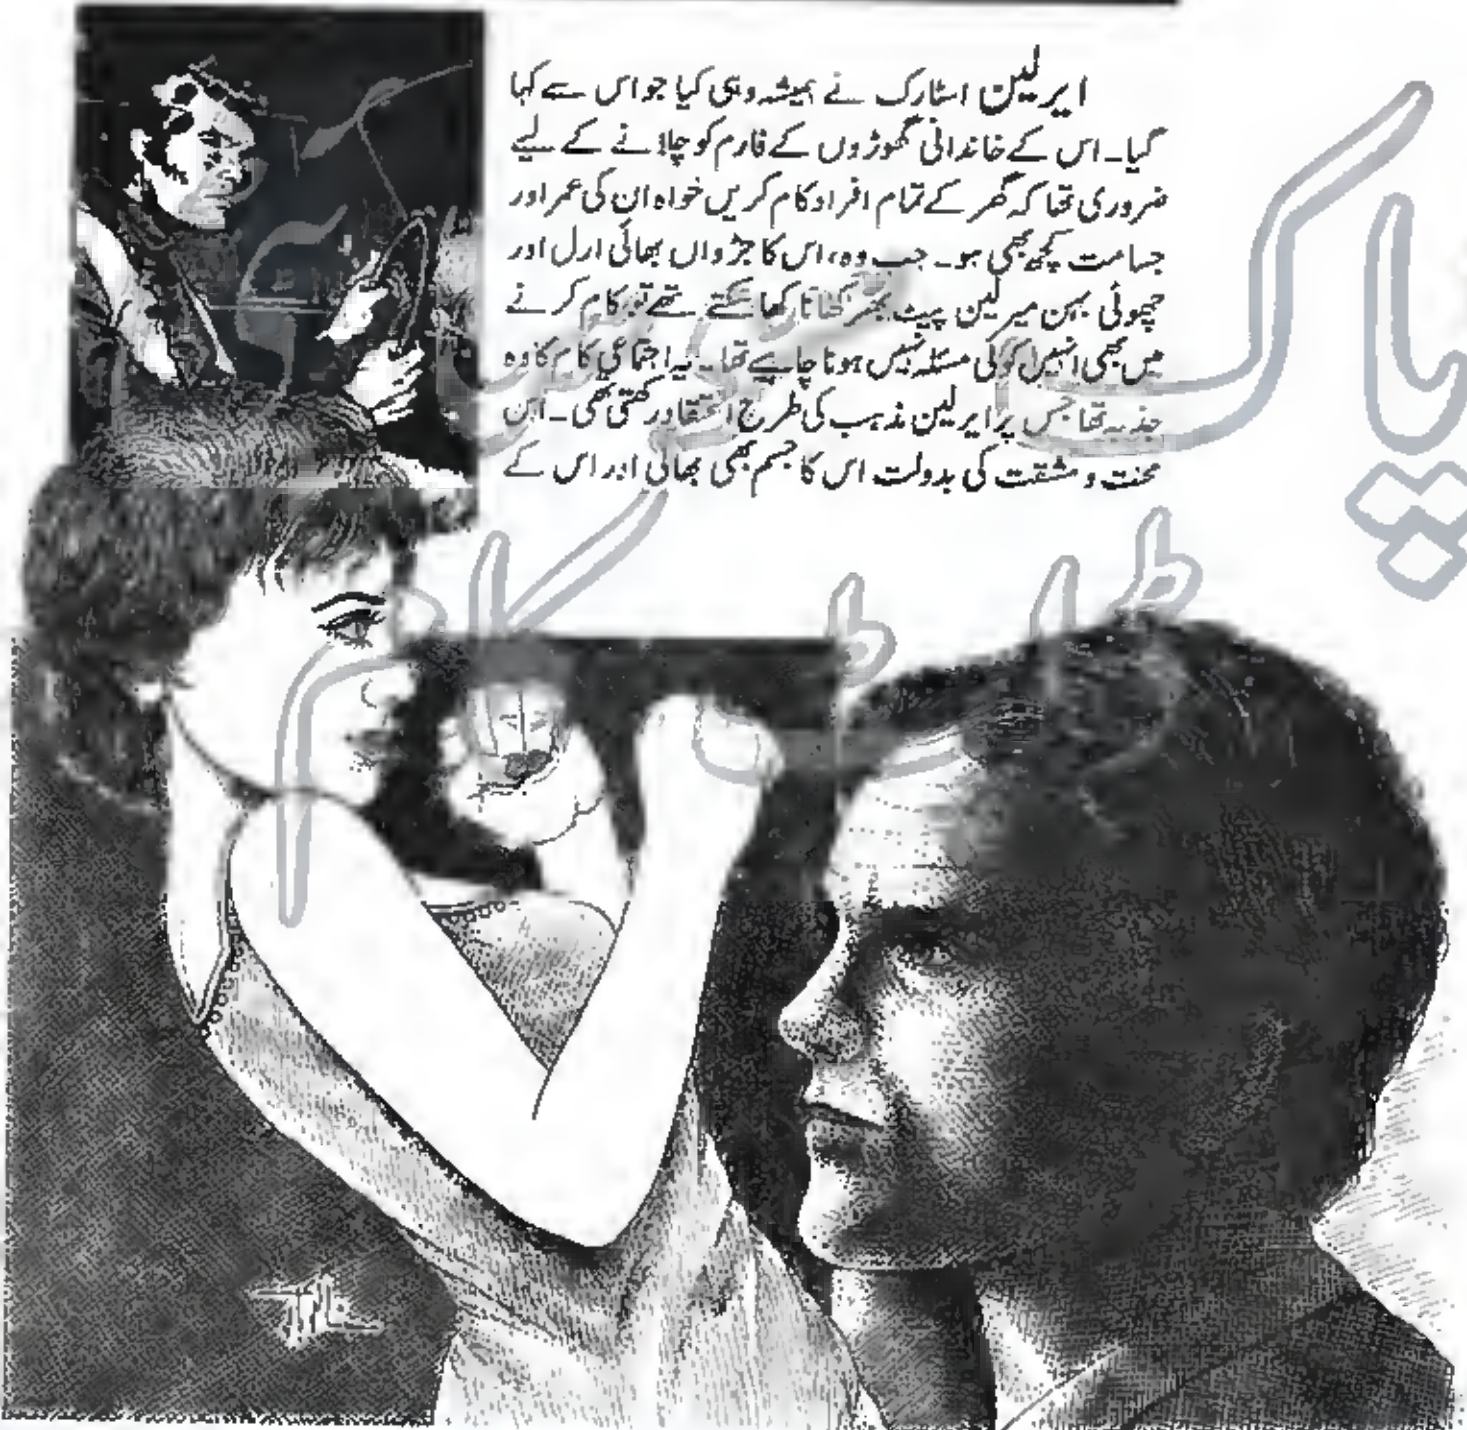 ایرلین اسٹارک نے ہمیشہ وہی کیا جو اس سے کہا
گیا۔ اس کے خاندانی گھوڑوں کے فارم کو چلانے کے لیے
ضروری تھا کہ گھر کے تمام افراد کام کریں خواہ ان کی عمر اور
جسامت کچھ بھی ہو۔ جب وہ، اس کا جڑواں بھائی ارل اور
چھوٹی بہن میرلین پیٹ بھر کھانا کھا سکتے تھے تو کام کرنے
میں بھی انہیں کوئی مسئلہ نہیں ہونا چاہیے تھا۔ یہ اجتماعی کام کا وہ
جذبہ تھا جس پر ایرلین مذہب کی طرح اعتقاد رکھتی تھی۔ اس
محنت و مشقت کی بدولت اس کا جسم بھی بھائی اور اس کے
پاک
کام